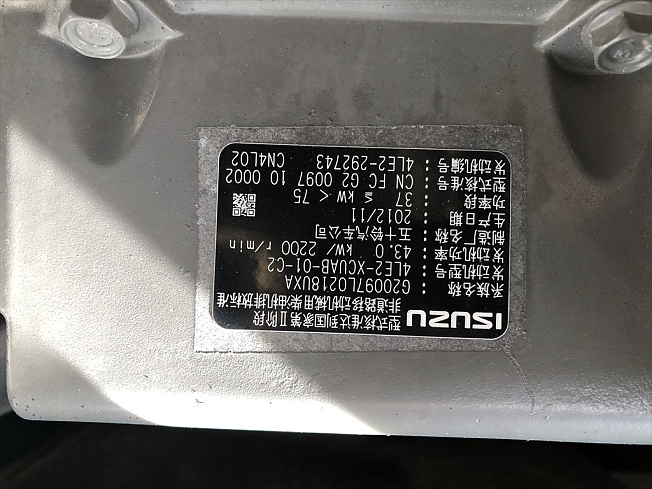 ISUZU
型式核准达到国家第Ⅱ阶段
非道路移动机械用柴油机排放标准
系族名称 : G20097L0218UXA
发动机型号 : 4LE2-XCUAB-01-C2
发动机功率 : 43.0 kW/ 2200 r/min
制造厂名称 : 五十铃汽车公司
生产日期 : 2012/11
功率段 : 37 ≦ kW < 75
型式核准号 : CN FC G2 0097 10 0002
发动机编号 : 4LE2-292743 CN4L02